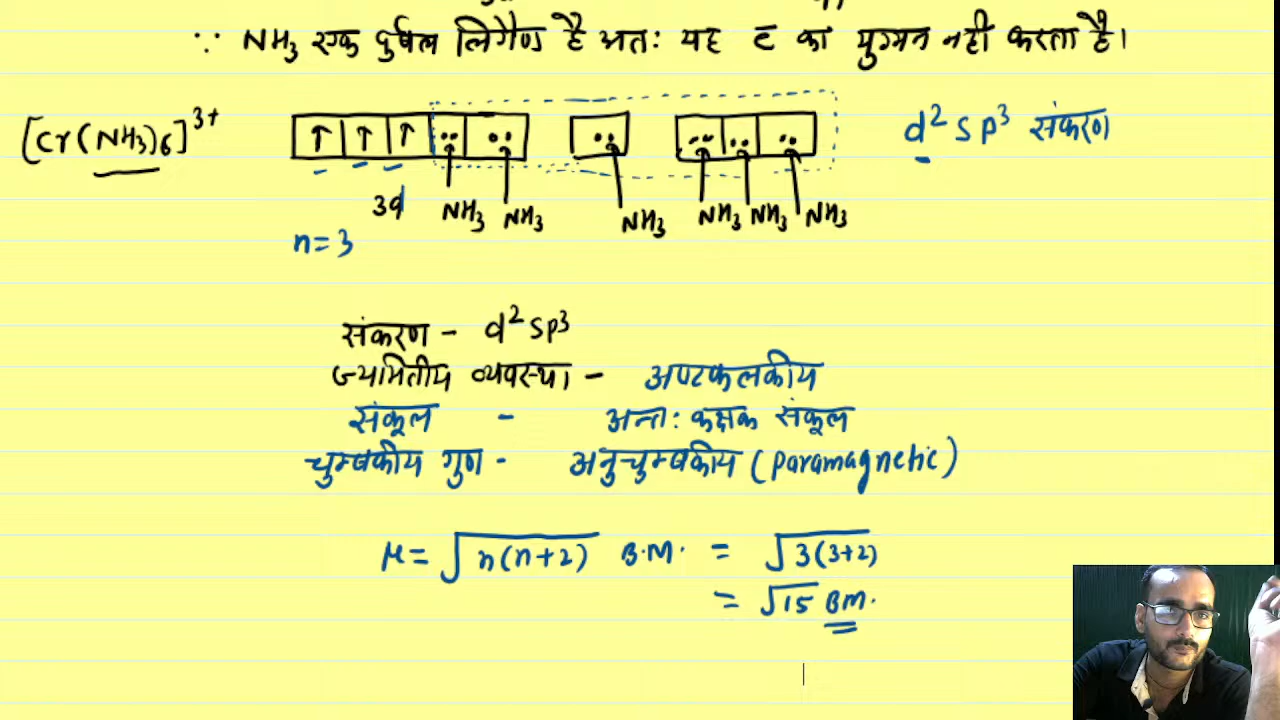 ∵ NH₃ एक दुर्बल लिगैण्ड है अतः यह e का युग्मन नही करता है।
[Cr(NH₃)₆]³⁺
d²sp³ संकरण
3d
NH₃ NH₃ NH₃ NH₃ NH₃ NH₃
n=3
संकरण - d²sp³
ज्यामितीय व्यवस्था - अष्टफलकीय
संकूल - अन्तः कक्षक संकूल
चुम्बकीय गुण - अनुचुम्बकीय (Paramagnetic)
μ = √n(n+2) B.M. = √3(3+2)
= √15 BM.